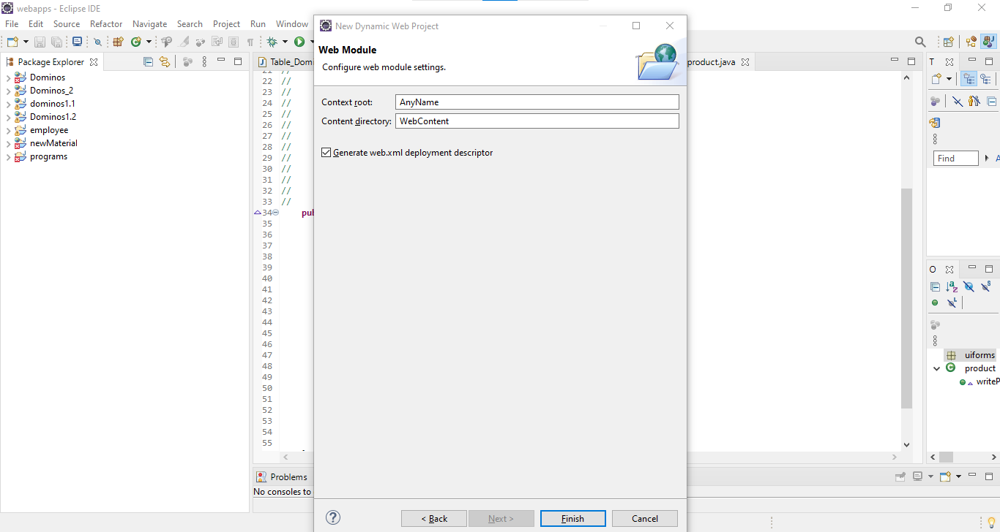 webapps - Eclipse IDE
File Edit Source Refactor Navigate Search Project Run Window
Package Explorer
Dominos
Dominos_2
dominos1.1
Dominos1.2
employee
newMaterial
programs
Table_Domi
product.java
21 //
22 //
23 //
24 //
25 //
26 //
27 //
28 //
29 //
30 //
31 //
32 //
33 //
34 pub
35
36
37
38
39
40
41
42
43
44
45
46
47
48
49
50
51
52
53
54
55
New Dynamic Web Project
Web Module
Configure web module settings.
Context root: AnyName
Content directory: WebContent
Generate web.xml deployment descriptor
? < Back Next > Finish Cancel
Problems
No consoles to
T
Find
A
O
uiforms
product
writeP